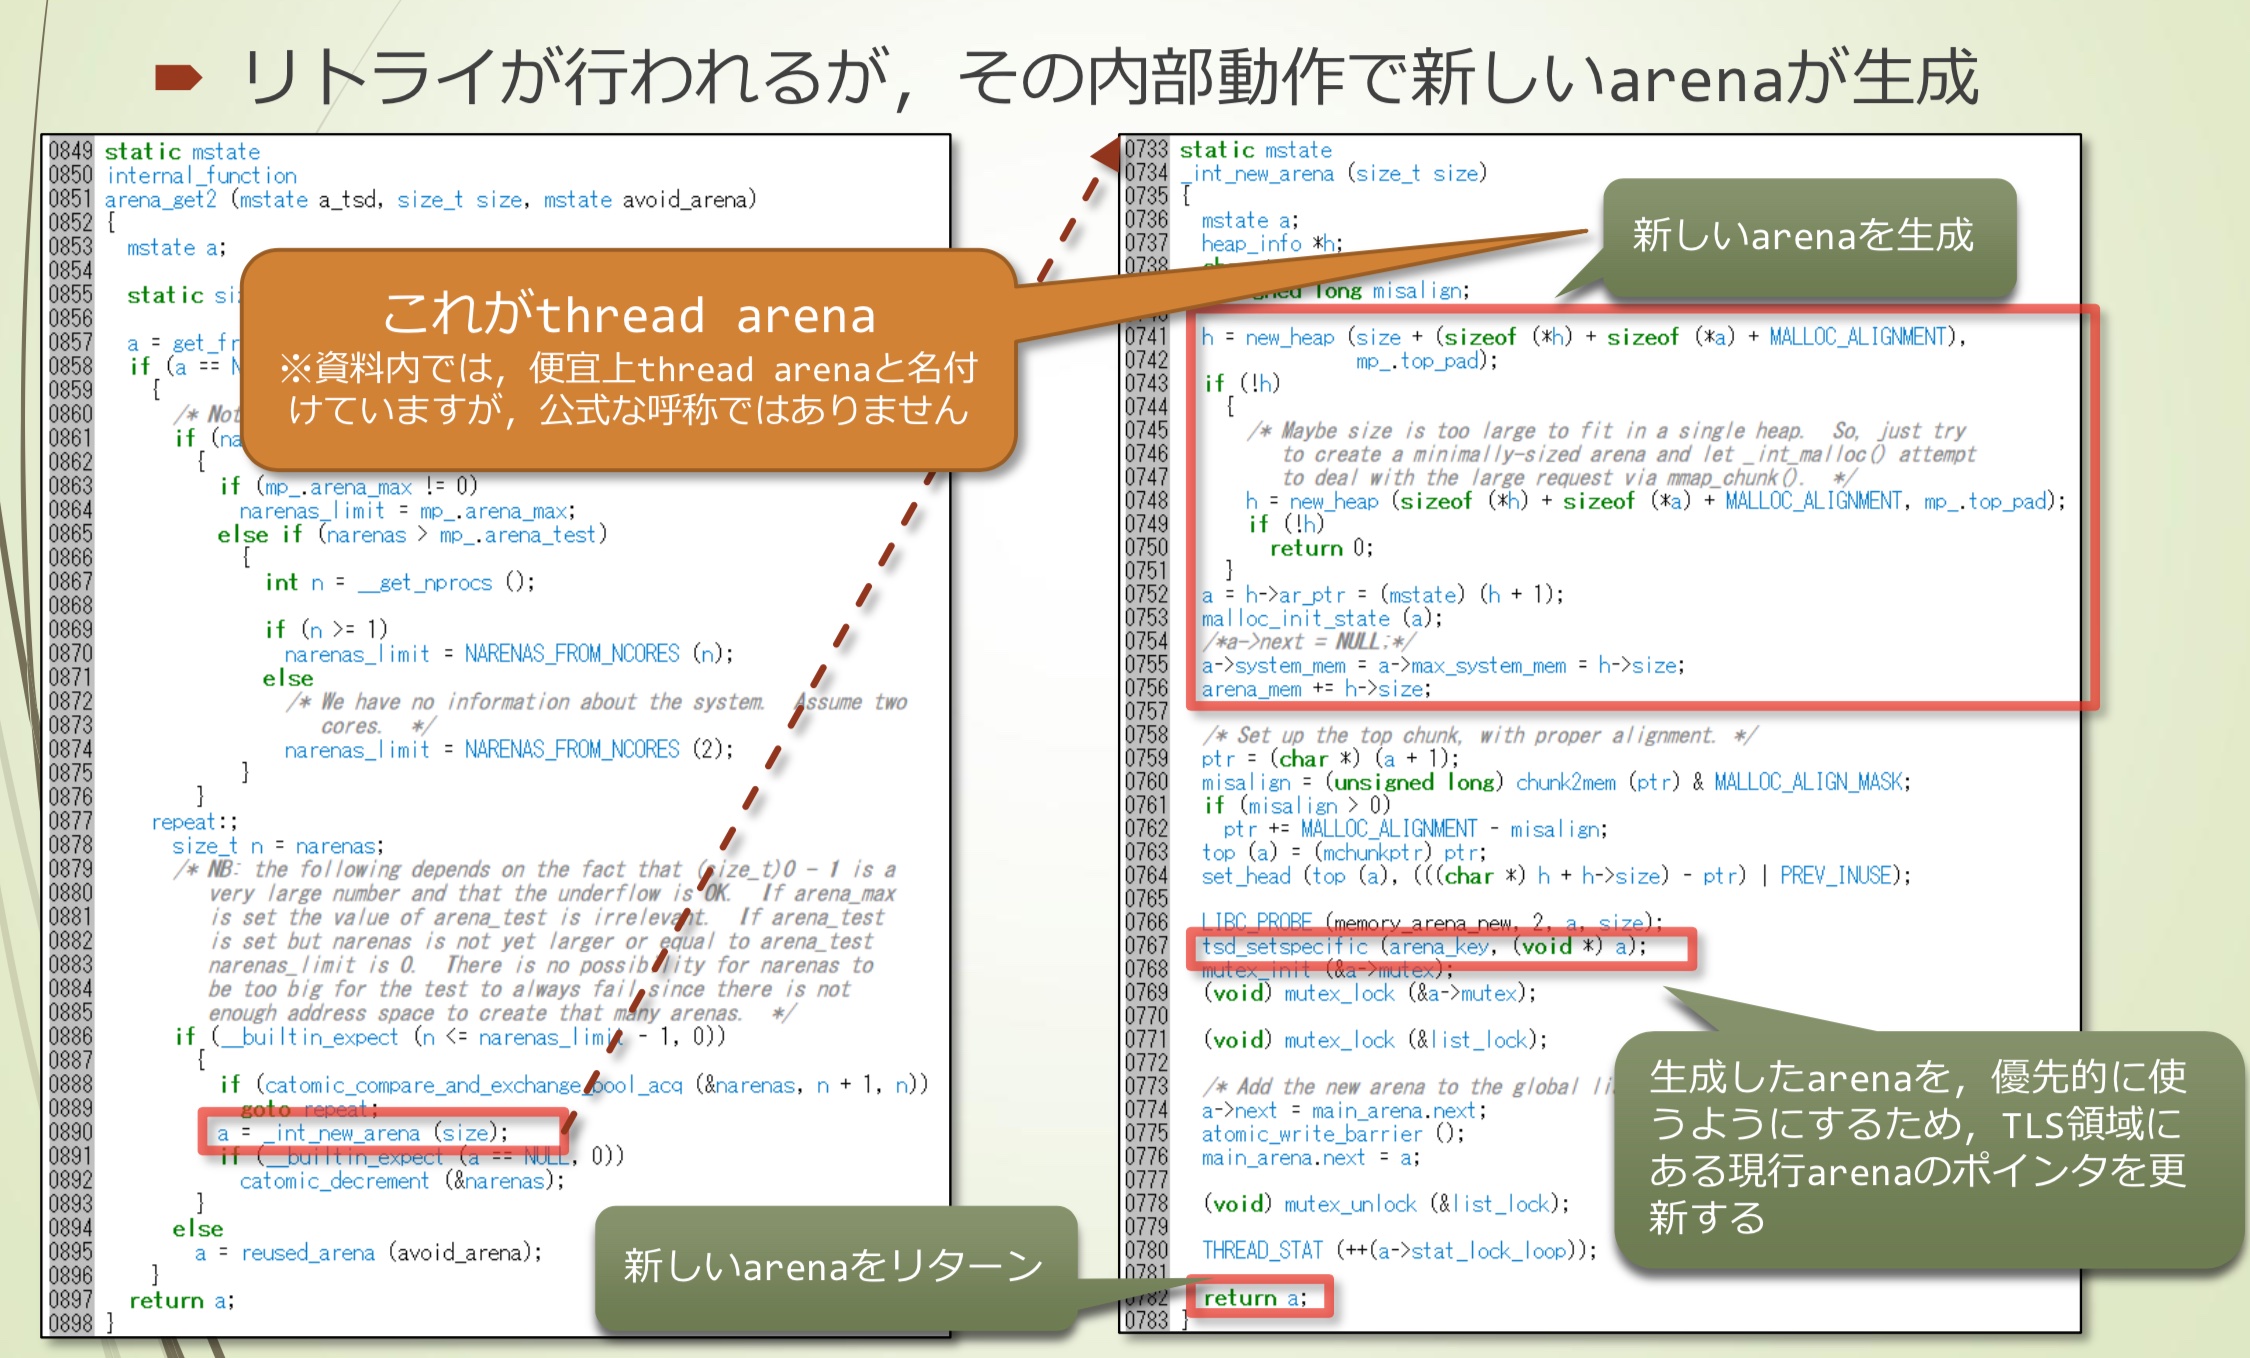 リトライが行われるが，その内部動作で新しいarenaが生成
0849 static mstate
0850 internal_function
0851 arena_get2 (mstate a_tsd, size_t size, mstate avoid_arena)
0852 {
0853   mstate a;
0854
0855   static si
0856
0857   a = get_fr
0858   if (a == N
0859     {
0860       /* Not
0861       if (na
0862         {
0863           if (mp_.arena_max != 0)
0864             narenas_limit = mp_.arena_max;
0865           else if (narenas > mp_.arena_test)
0866             {
0867               int n = __get_nprocs ();
0868
0869               if (n >= 1)
0870                 narenas_limit = NARENAS_FROM_NCORES (n);
0871               else
0872                 /* We have no information about the system.  Assume two
0873                    cores.  */
0874                 narenas_limit = NARENAS_FROM_NCORES (2);
0875             }
0876         }
0877     repeat:;
0878       size_t n = narenas;
0879       /* NB: the following depends on the fact that (size_t)0 - 1 is a
0880          very large number and that the underflow is OK.  If arena_max
0881          is set the value of arena_test is irrelevant.  If arena_test
0882          is set but narenas is not yet larger or equal to arena_test
0883          narenas_limit is 0.  There is no possibility for narenas to
0884          be too big for the test to always fail since there is not
0885          enough address space to create that many arenas.  */
0886       if (__builtin_expect (n <= narenas_limit - 1, 0))
0887         {
0888           if (catomic_compare_and_exchange_bool_acq (&narenas, n + 1, n))
0889             goto repeat;
0890           a = _int_new_arena (size);
0891           if (__builtin_expect (a == NULL, 0))
0892             catomic_decrement (&narenas);
0893         }
0894       else
0895         a = reused_arena (avoid_arena);
0896     }
0897   return a;
0898 }
これがthread arena
※資料内では，便宜上thread arenaと名付
けていますが，公式な呼称ではありません
新しいarenaをリターン
0733 static mstate
0734 _int_new_arena (size_t size)
0735 {
0736   mstate a;
0737   heap_info *h;
0738
long misalign;
0741   h = new_heap (size + (sizeof (*h) + sizeof (*a) + MALLOC_ALIGNMENT),
0742                 mp_.top_pad);
0743   if (!h)
0744     {
0745       /* Maybe size is too large to fit in a single heap.  So, just try
0746          to create a minimally-sized arena and let _int_malloc() attempt
0747          to deal with the large request via mmap_chunk().  */
0748       h = new_heap (sizeof (*h) + sizeof (*a) + MALLOC_ALIGNMENT, mp_.top_pad);
0749       if (!h)
0750         return 0;
0751     }
0752   a = h->ar_ptr = (mstate) (h + 1);
0753   malloc_init_state (a);
0754   /*a->next = NULL;*/
0755   a->system_mem = a->max_system_mem = h->size;
0756   arena_mem += h->size;
0757
0758   /* Set up the top chunk, with proper alignment. */
0759   ptr = (char *) (a + 1);
0760   misalign = (unsigned long) chunk2mem (ptr) & MALLOC_ALIGN_MASK;
0761   if (misalign > 0)
0762     ptr += MALLOC_ALIGNMENT - misalign;
0763   top (a) = (mchunkptr) ptr;
0764   set_head (top (a), (((char *) h + h->size) - ptr) | PREV_INUSE);
0765
0766   LIBC_PROBE (memory_arena_new, 2, a, size);
0767   tsd_setspecific (arena_key, (void *) a);
0768   mutex_init (&a->mutex);
0769   (void) mutex_lock (&a->mutex);
0770
0771   (void) mutex_lock (&list_lock);
0772
0773   /* Add the new arena to the global li
0774   a->next = main_arena.next;
0775   atomic_write_barrier ();
0776   main_arena.next = a;
0777
0778   (void) mutex_unlock (&list_lock);
0779
0780   THREAD_STAT (++(a->stat_lock_loop));
0781
0782   return a;
0783 }
新しいarenaを生成
生成したarenaを，優先的に使
うようにするため，TLS領域に
ある現行arenaのポインタを更
新する